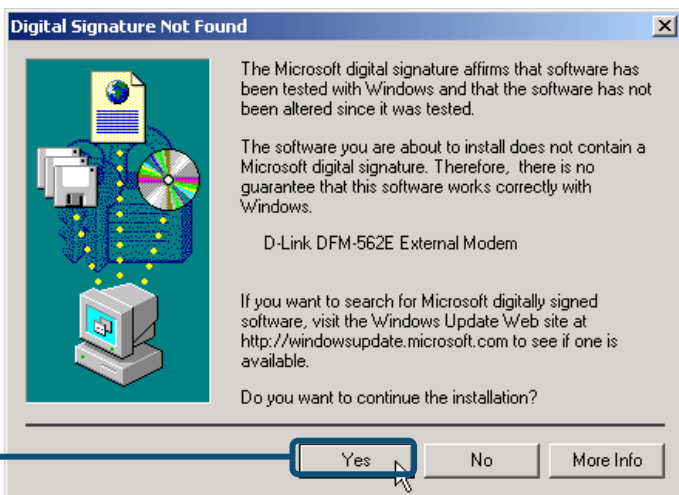 Digital Signature Not Found
The Microsoft digital signature affirms that software has
been tested with Windows and that the software has not
been altered since it was tested.
The software you are about to install does not contain a
Microsoft digital signature. Therefore, there is no
guarantee that this software works correctly with
Windows.
D-Link DFM-562E External Modem
If you want to search for Microsoft digitally signed
software, visit the Windows Update Web site at
http://windowsupdate.microsoft.com to see if one is
available.
Do you want to continue the installation?
Yes No More Info